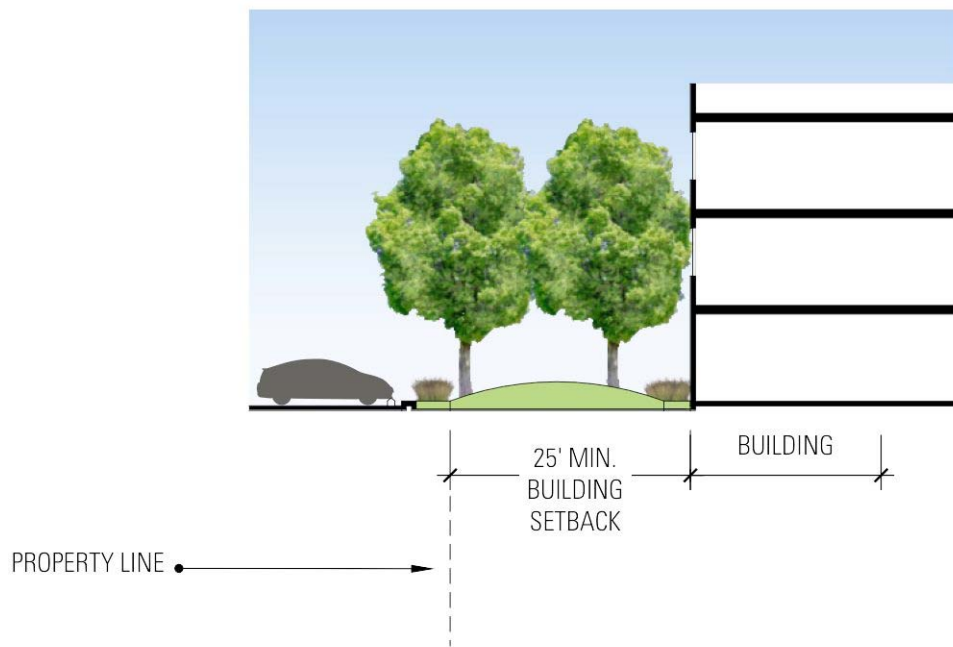 25' MIN.
BUILDING
SETBACK
BUILDING
PROPERTY LINE